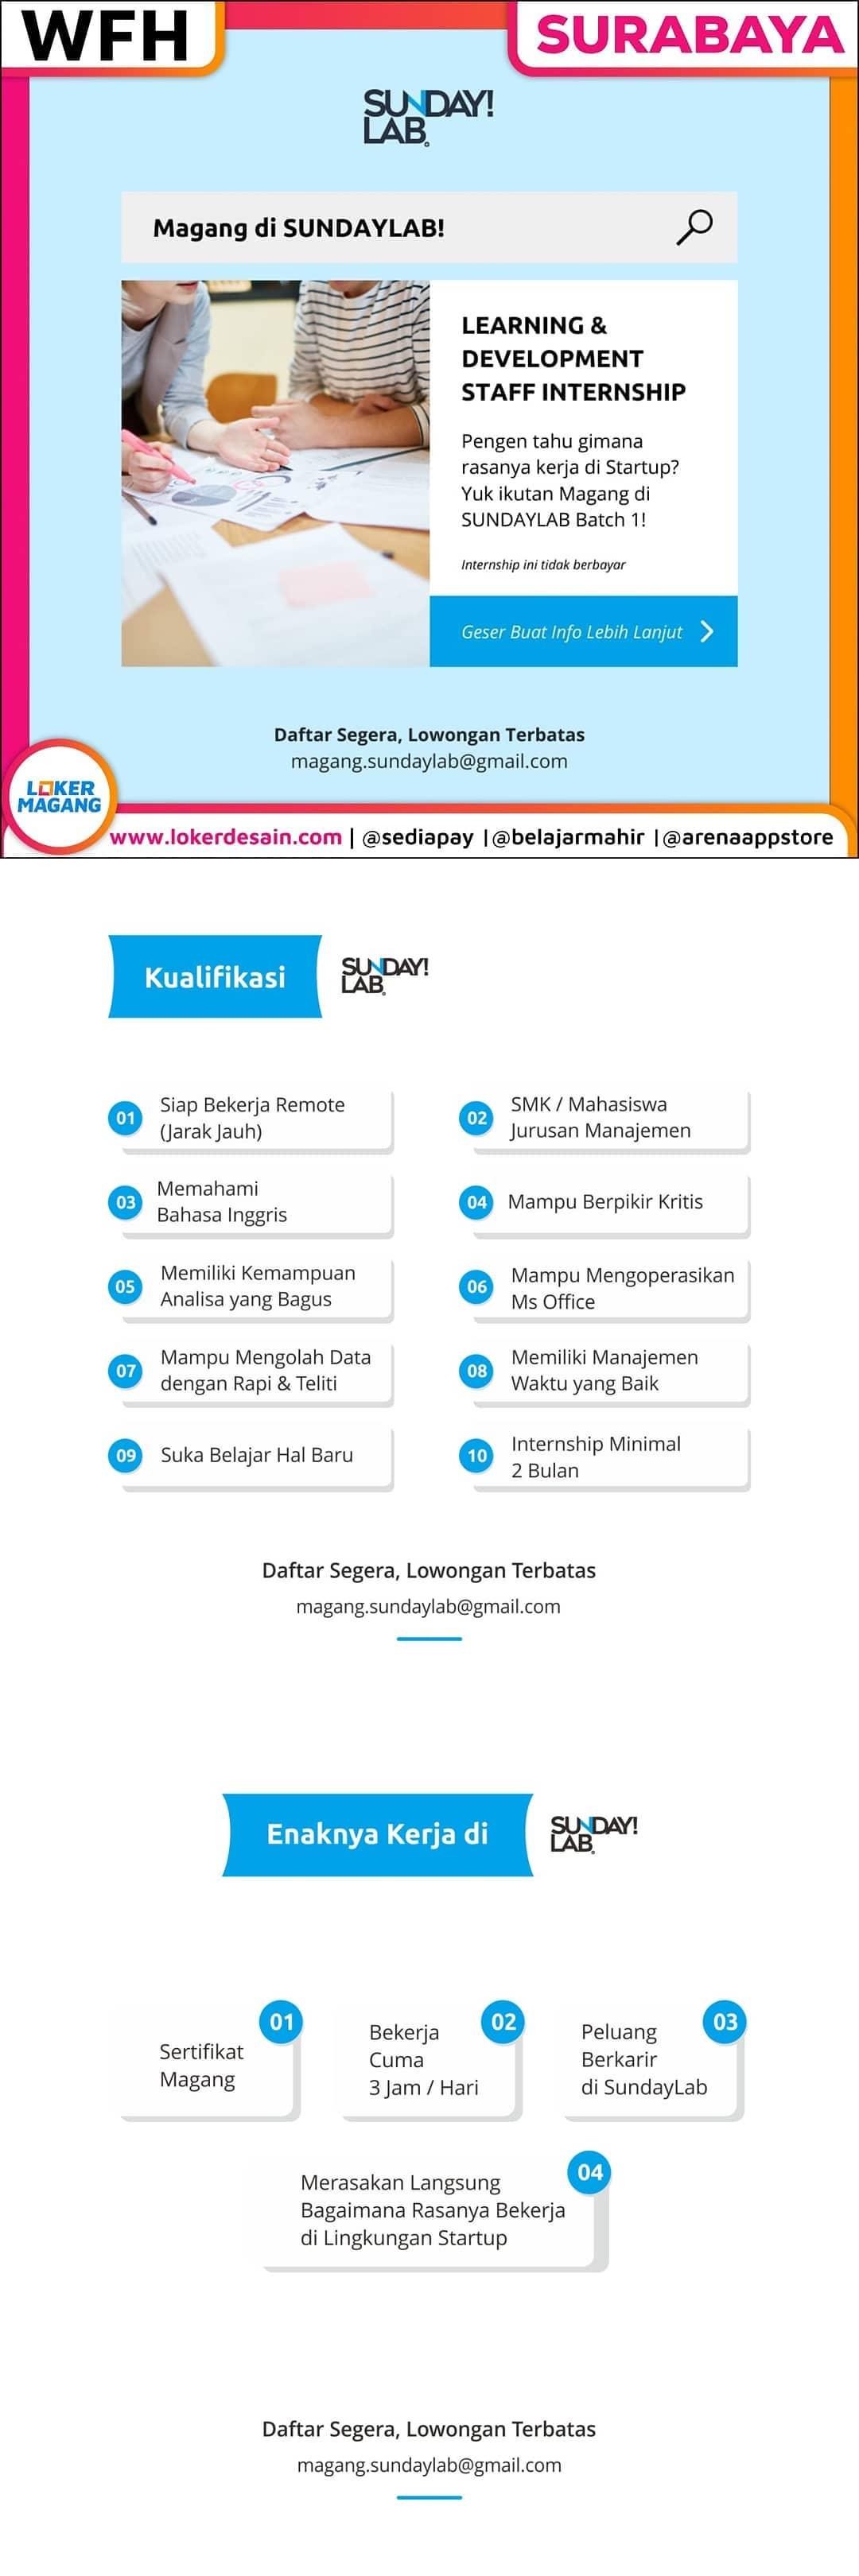 WFH
SURABAYA
SUNDAY!
LAB
Magang di SUNDAYLAB!
LEARNING &
DEVELOPMENT
STAFF INTERNSHIP
Pengen tahu gimana
rasanya kerja di Startup?
Yuk ikutan Magang di
SUNDAYLAB Batch 1!
Internship ini tidak berbayar
Geser Buat Info Lebih Lanjut
Daftar Segera, Lowongan Terbatas
magang.sundaylab@gmail.com
LOKER
MAGANG
www.lokerdesain.com | @sediapay |@belajarmahir |@arenaappstore
Kualifikasi
SUNDAY!
LAB
01
Siap Bekerja Remote
(Jarak Jauh)
02
SMK / Mahasiswa
Jurusan Manajemen
03
Memahami
Bahasa Inggris
04
Mampu Berpikir Kritis
05
Memiliki Kemampuan
Analisa yang Bagus
06
Mampu Mengoperasikan
Ms Office
07
Mampu Mengolah Data
dengan Rapi & Teliti
08
Memiliki Manajemen
Waktu yang Baik
09
Suka Belajar Hal Baru
10
Internship Minimal
2 Bulan
Daftar Segera, Lowongan Terbatas
magang.sundaylab@gmail.com
Enaknya Kerja di
SUNDAY!
LAB
01
Sertifikat
Magang
02
Bekerja
Cuma
3 Jam / Hari
03
Peluang
Berkarir
di SundayLab
04
Merasakan Langsung
Bagaimana Rasanya Bekerja
di Lingkungan Startup
Daftar Segera, Lowongan Terbatas
magang.sundaylab@gmail.com